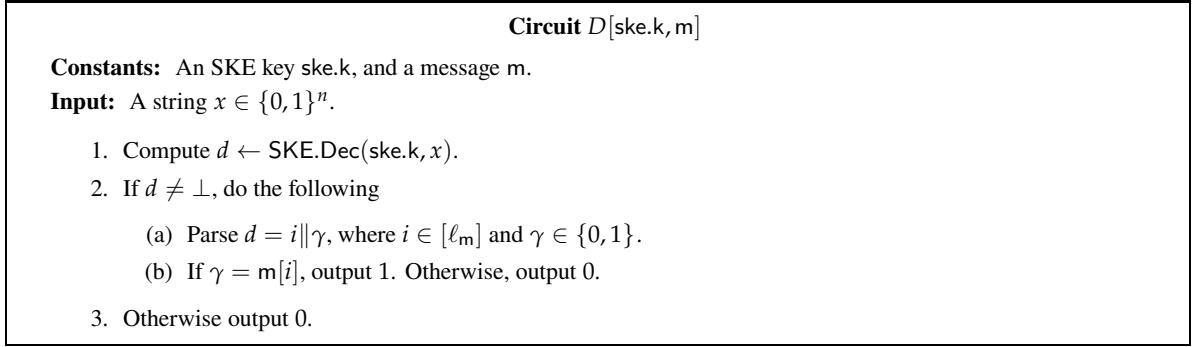 Circuit D[ske.k, m]
Constants: An SKE key ske.k, and a message m.
Input: A string x ∈ {0, 1}ⁿ.
1. Compute d ← SKE.Dec(ske.k, x).
2. If d ≠ ⊥, do the following
(a) Parse d = i‖γ, where i ∈ [ℓₘ] and γ ∈ {0, 1}.
(b) If γ = m[i], output 1. Otherwise, output 0.
3. Otherwise output 0.